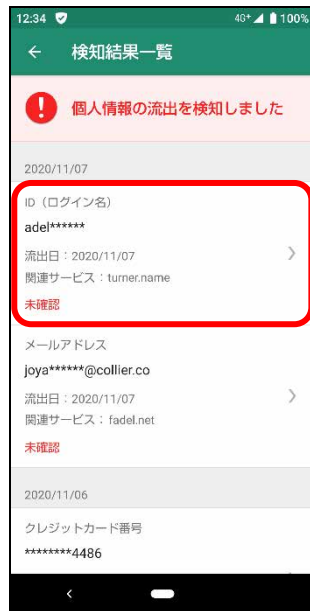 12:34 4G+ 100%
検知結果一覧
個人情報の流出を検知しました
2020/11/07
ID（ログイン名）
adel******
流出日：2020/11/07
関連サービス：turner.name
未確認
メールアドレス
joya******@collier.co
流出日：2020/11/07
関連サービス：fadel.net
未確認
2020/11/06
クレジットカード番号
********4486